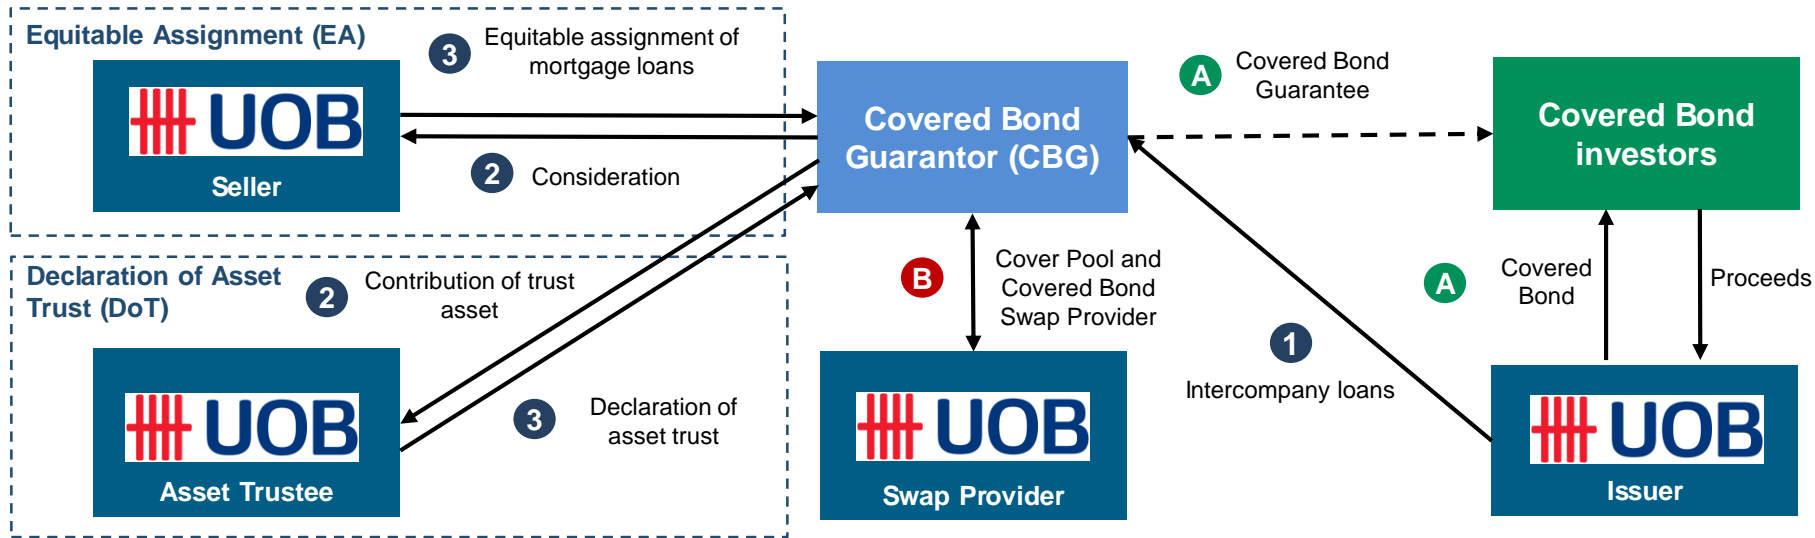 Equitable Assignment (EA)
3
Equitable assignment of
mortgage loans
UOB
Seller
2
Consideration
Covered Bond
Guarantor (CBG)
A
Covered Bond
Guarantee
Covered Bond
investors
Declaration of Asset
Trust (DoT)
2
Contribution of trust
asset
B
Cover Pool and
Covered Bond
Swap Provider
A
Covered
Bond
Proceeds
1
Intercompany loans
3
Declaration of
asset trust
UOB
Asset Trustee
UOB
Swap Provider
UOB
Issuer